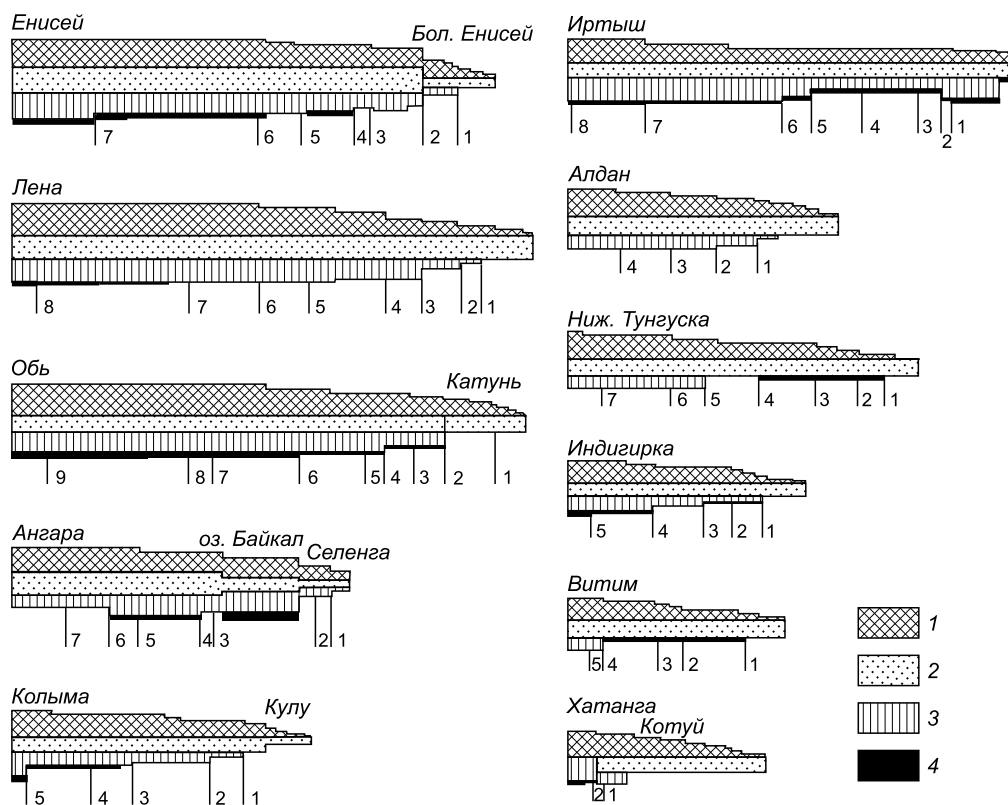 Енисей
Бол. Енисей
7 6 5 4 3 2 1
Лена
8 7 6 5 4 3 2 1
Обь
Катунь
9 8 7 6 5 4 3 2 1
Ангара
оз. Байкал
Селенга
7 6 5 4 3 2 1
Колыма
Кулу
5 4 3 2 1
Иртыш
8 7 6 5 4 3 2 1
Алдан
4 3 2 1
Ниж. Тунгуска
7 6 5 4 3 2 1
Индигирка
5 4 3 2 1
Витим
5 4 3 2 1
Хатанга
Котуй
2 1
1
2
3
4